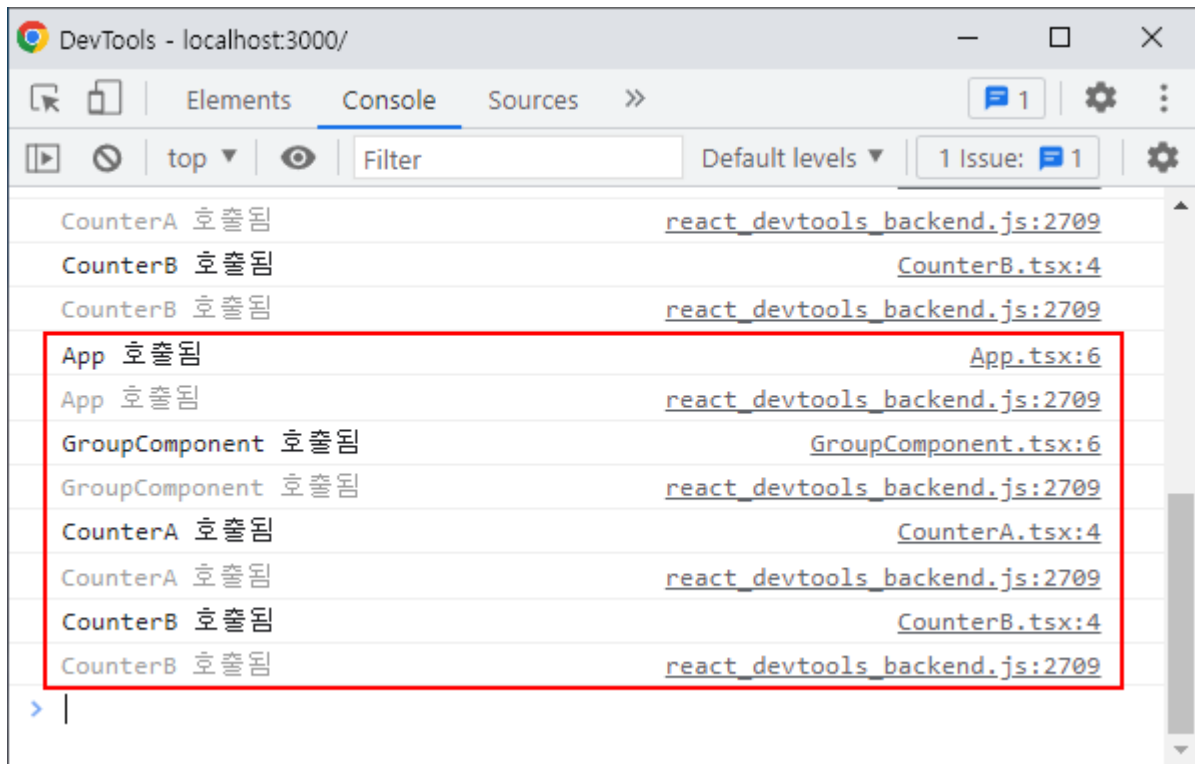 DevTools - localhost:3000/
Elements Console Sources » 1
top ▼ Filter Default levels ▼ 1 Issue: 1
CounterA 호출됨 react_devtools_backend.js:2709
CounterB 호출됨 CounterB.tsx:4
CounterB 호출됨 react_devtools_backend.js:2709
App 호출됨 App.tsx:6
App 호출됨 react_devtools_backend.js:2709
GroupComponent 호출됨 GroupComponent.tsx:6
GroupComponent 호출됨 react_devtools_backend.js:2709
CounterA 호출됨 CounterA.tsx:4
CounterA 호출됨 react_devtools_backend.js:2709
CounterB 호출됨 CounterB.tsx:4
CounterB 호출됨 react_devtools_backend.js:2709
>